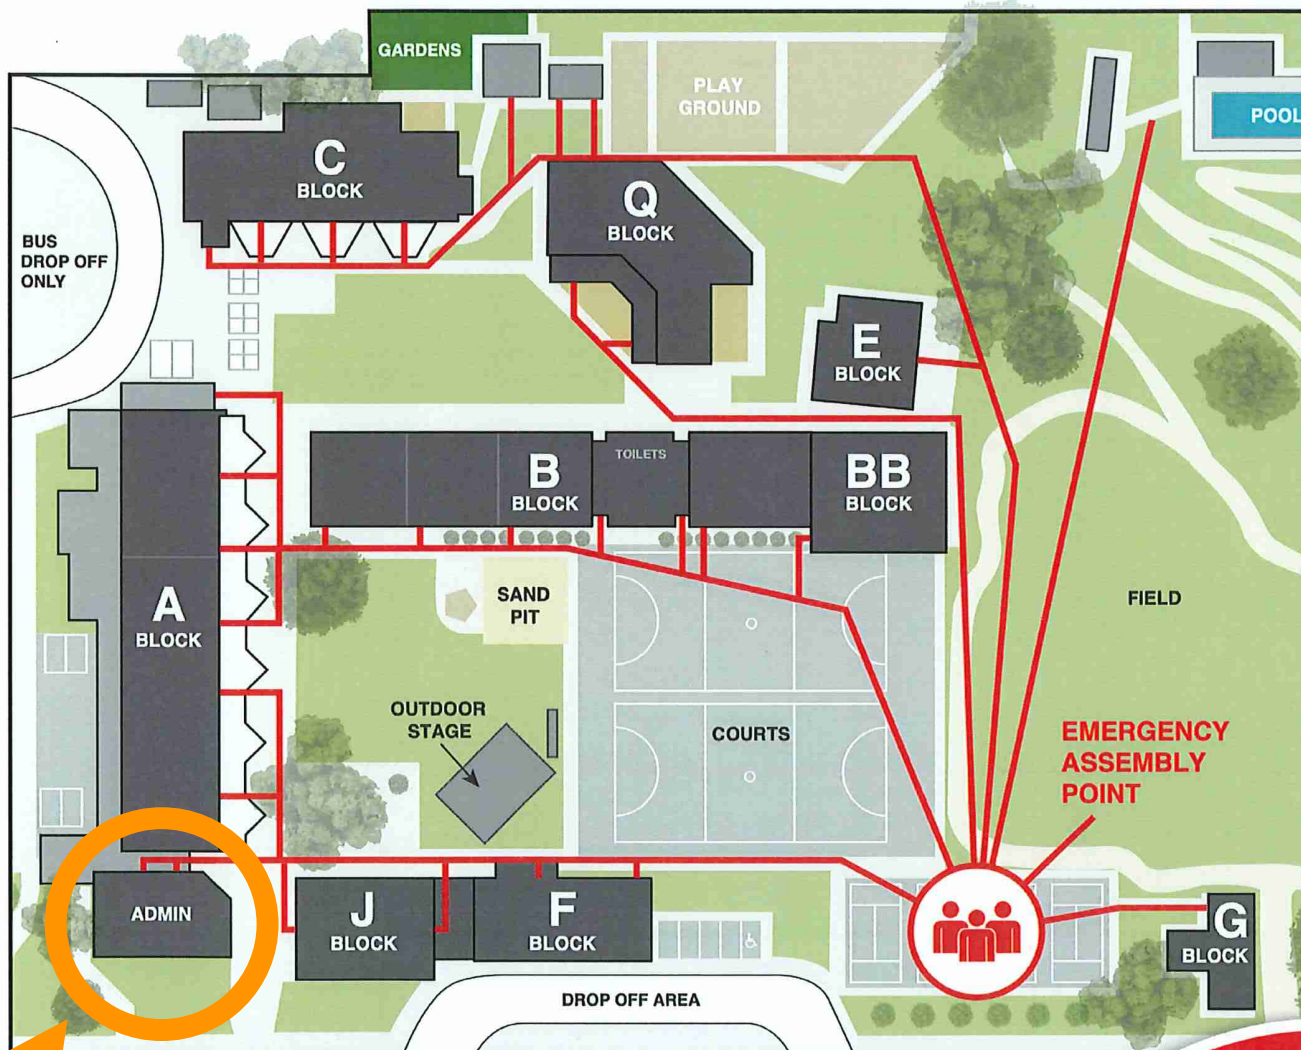 GARDENS
PLAY
GROUND
POOL
C
BLOCK
Q
BLOCK
BUS
DROP OFF
ONLY
E
BLOCK
B
BLOCK
TOILETS
BB
BLOCK
A
BLOCK
SAND
PIT
FIELD
OUTDOOR
STAGE
COURTS
EMERGENCY
ASSEMBLY
POINT
ADMIN
J
BLOCK
F
BLOCK
G
BLOCK
DROP OFF AREA